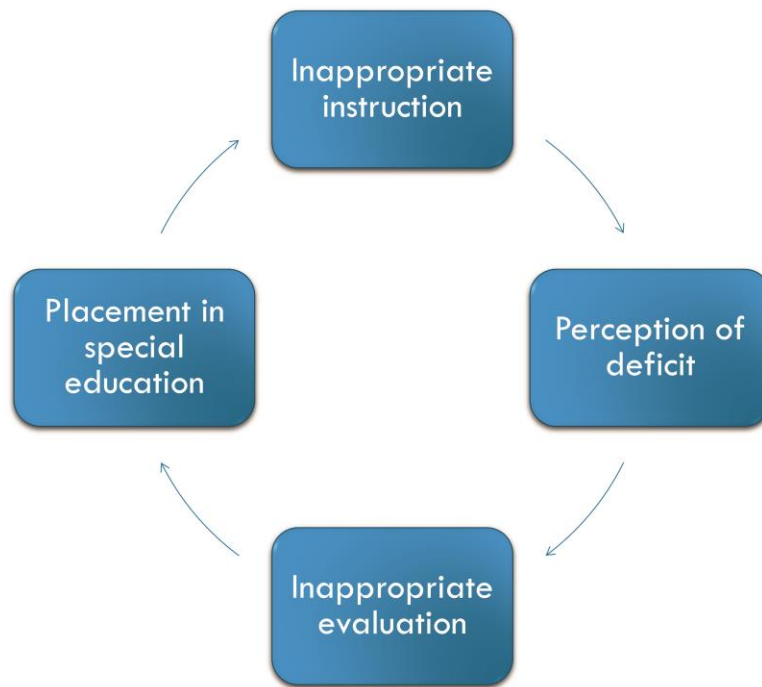 Inappropriate
instruction
Perception of
deficit
Inappropriate
evaluation
Placement in
special
education